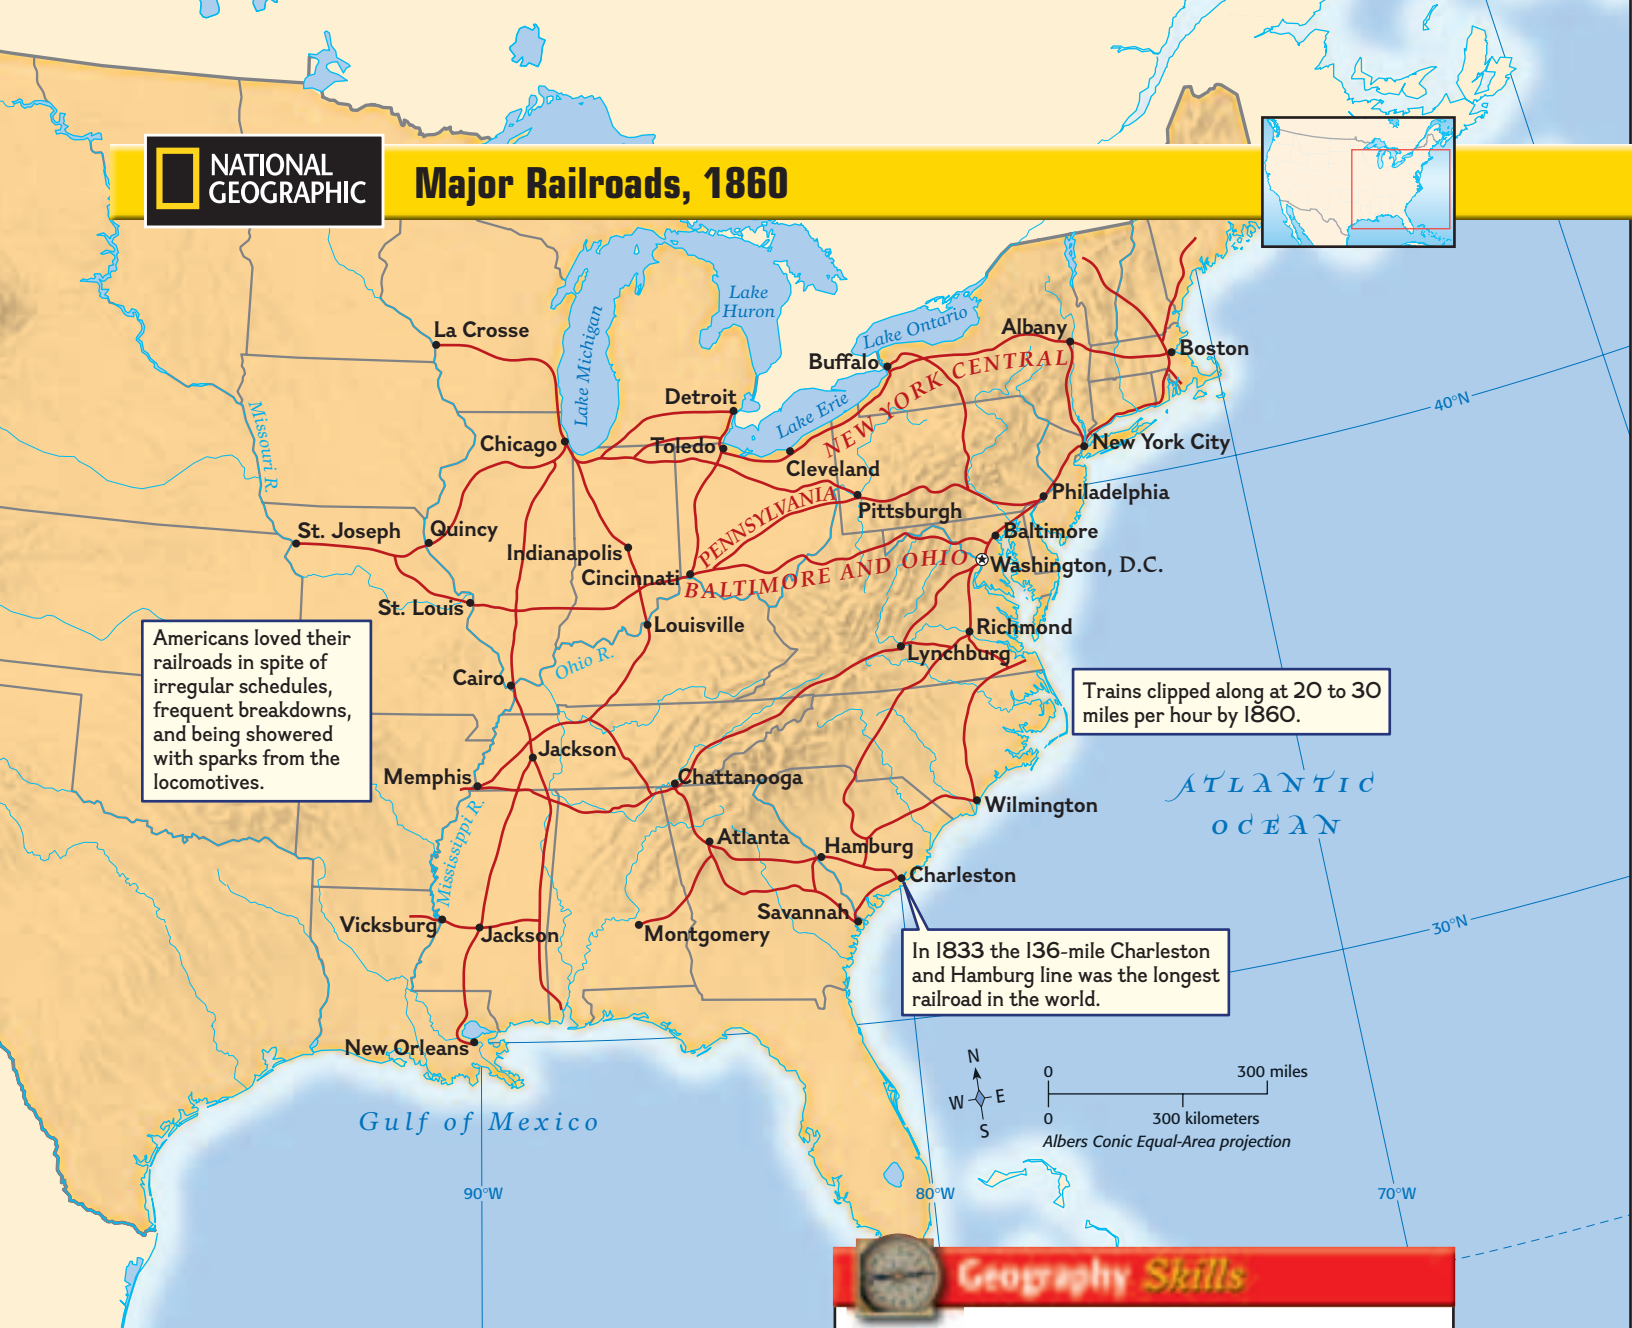 NATIONAL
GEOGRAPHIC
Major Railroads, 1860
La Crosse
Lake Michigan
Lake
Huron
Lake Ontario
Albany
Boston
Buffalo
NEW YORK CENTRAL
Detroit
Lake Erie
40°N
Missouri R.
Chicago
Toledo
Cleveland
New York City
PENNSYLVANIA
Pittsburgh
Philadelphia
St. Joseph
Quincy
Indianapolis
Baltimore
Cincinnati
BALTIMORE AND OHIO
Washington, D.C.
St. Louis
Louisville
Richmond
Americans loved their
railroads in spite of
irregular schedules,
frequent breakdowns,
and being showered
with sparks from the
locomotives.
Ohio R.
Lynchburg
Cairo
Trains clipped along at 20 to 30
miles per hour by 1860.
Jackson
Memphis
Chattanooga
ATLANTIC
OCEAN
Mississippi R.
Wilmington
Atlanta
Hamburg
Charleston
Vicksburg
Jackson
Montgomery
Savannah
30°N
In 1833 the 136-mile Charleston
and Hamburg line was the longest
railroad in the world.
New Orleans
Gulf of Mexico
N
W
E
S
0
300 miles
0
300 kilometers
Albers Conic Equal-Area projection
90°W
80°W
70°W
Geography Skills